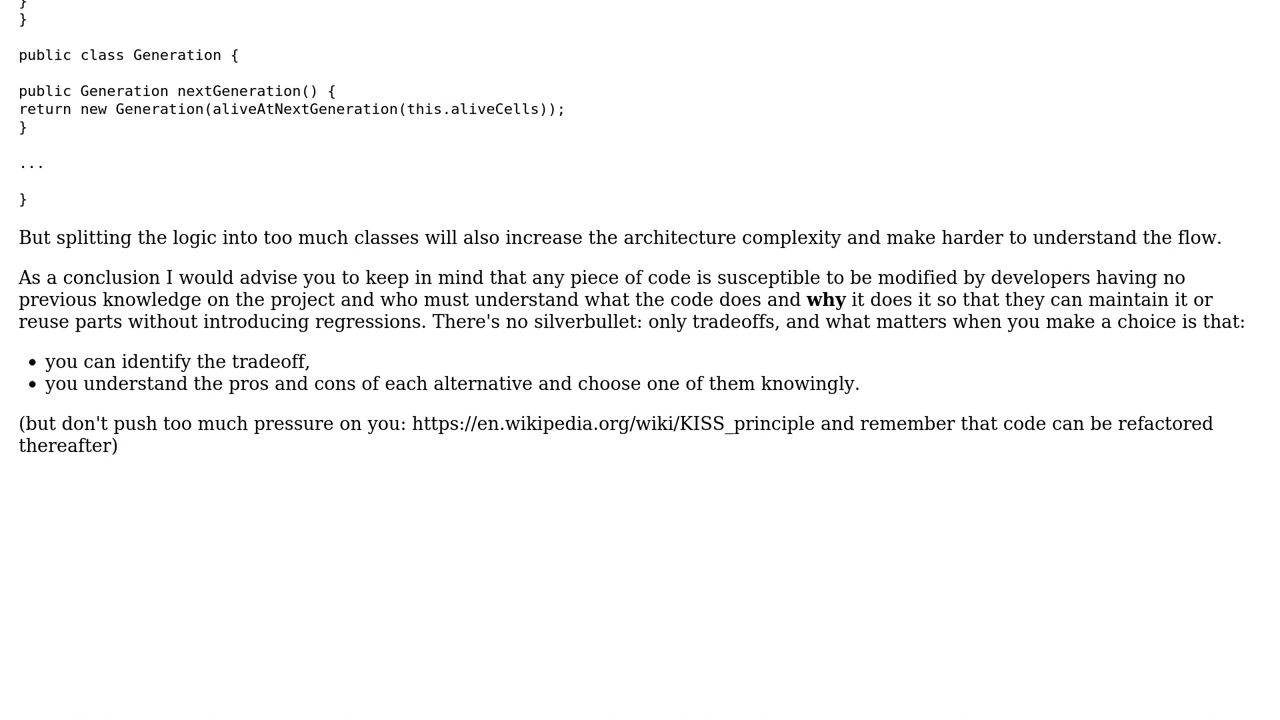 }
}
public class Generation {
public Generation nextGeneration() {
return new Generation(aliveAtNextGeneration(this.aliveCells));
}
...
}
But splitting the logic into too much classes will also increase the architecture complexity and make harder to understand the flow.
As a conclusion I would advise you to keep in mind that any piece of code is susceptible to be modified by developers having no
previous knowledge on the project and who must understand what the code does and why it does it so that they can maintain it or
reuse parts without introducing regressions. There's no silverbullet: only tradeoffs, and what matters when you make a choice is that:
• you can identify the tradeoff,
• you understand the pros and cons of each alternative and choose one of them knowingly.
(but don't push too much pressure on you: https://en.wikipedia.org/wiki/KISS_principle and remember that code can be refactored
thereafter)